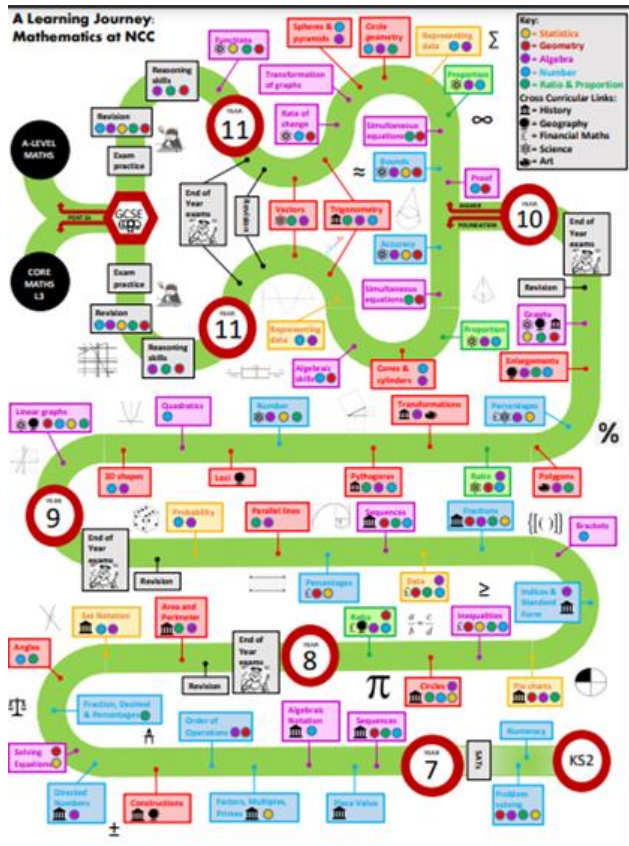 A Learning Journey:
Mathematics at NCC
Key:
= Statistics
= Geometry
= Algebra
= Number
= Ratio & Proportion
Cross Curricular Links:
= History
= Geography
= Financial Maths
= Science
= Art
Functions
Spheres &
pyramids
Circle
geometry
Representing
data
Σ
Reasoning
skills
Transformation
of graphs
Proportion
Revision
YEAR
11
Rate of
change
Simultaneous
equations
∞
A-LEVEL
MATHS
Exam
practice
≈
Bounds
Proof
End of
Year
exams
Revision
Vectors
Trigonometry
HIGHER
FOUNDATION
YEAR
10
End of
Year
exams
POST 16
GCSE
Accuracy
CORE
MATHS
L3
Exam
practice
Revision
Simultaneous
equations
Graphs
Revision
YEAR
11
Representing
data
Proportion
Reasoning
skills
Algebraic
skills
Cones &
cylinders
Enlargements
Linear graphs
Quadratics
Number
Transformations
Percentages
%
3D shapes
Loci
Pythagoras
Ratio
Polygons
YEAR
9
Probability
Parallel lines
Sequences
Fractions
{[( )]}
Brackets
End of
Year
exams
Revision
Percentages
Data
≥
Indices &
Standard
Form
Set Notation
Area and
Perimeter
End of
Year
exams
Ratio
a/b = c/d
Inequalities
YEAR
8
Angles
Revision
π
Circles
Pie charts
Fraction, Decimal
& Percentages
Order of
Operations
Algebraic
Notation
Sequences
Numeracy
Solving
Equations
YEAR
7
SATs
KS2
Directed
Numbers
±
Constructions
Factors, Multiples,
Primes
Place Value
Problem
solving